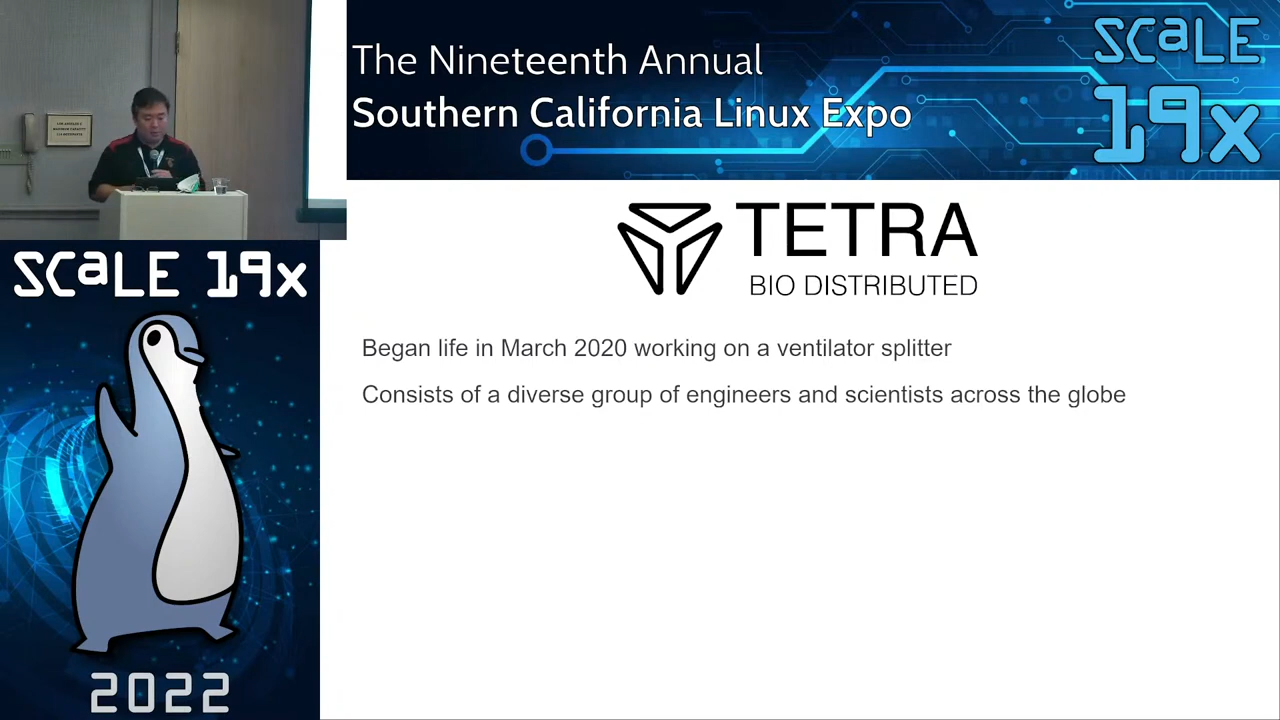 The Nineteenth Annual
Southern California Linux Expo
SCaLE
19x
SCaLE 19x
2022
TETRA
BIO DISTRIBUTED
Began life in March 2020 working on a ventilator splitter
Consists of a diverse group of engineers and scientists across the globe